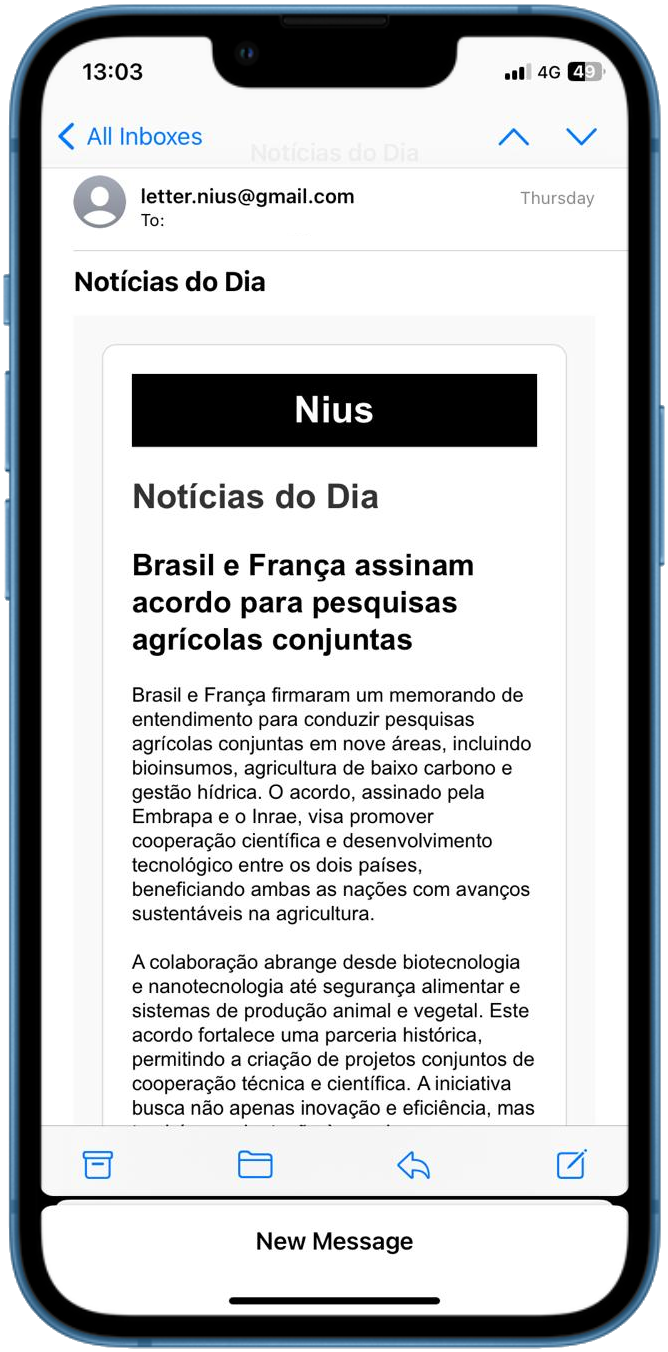 13:03
4G
49
All Inboxes
Notícias do Dia
letter.nius@gmail.com
Thursday
To:
Notícias do Dia
Nius
Notícias do Dia
Brasil e França assinam
acordo para pesquisas
agrícolas conjuntas
Brasil e França firmaram um memorando de
entendimento para conduzir pesquisas
agrícolas conjuntas em nove áreas, incluindo
bioinsumos, agricultura de baixo carbono e
gestão hídrica. O acordo, assinado pela
Embrapa e o Inrae, visa promover
cooperação científica e desenvolvimento
tecnológico entre os dois países,
beneficiando ambas as nações com avanços
sustentáveis na agricultura.
A colaboração abrange desde biotecnologia
e nanotecnologia até segurança alimentar e
sistemas de produção animal e vegetal. Este
acordo fortalece uma parceria histórica,
permitindo a criação de projetos conjuntos de
cooperação técnica e científica. A iniciativa
busca não apenas inovação e eficiência, mas
New Message